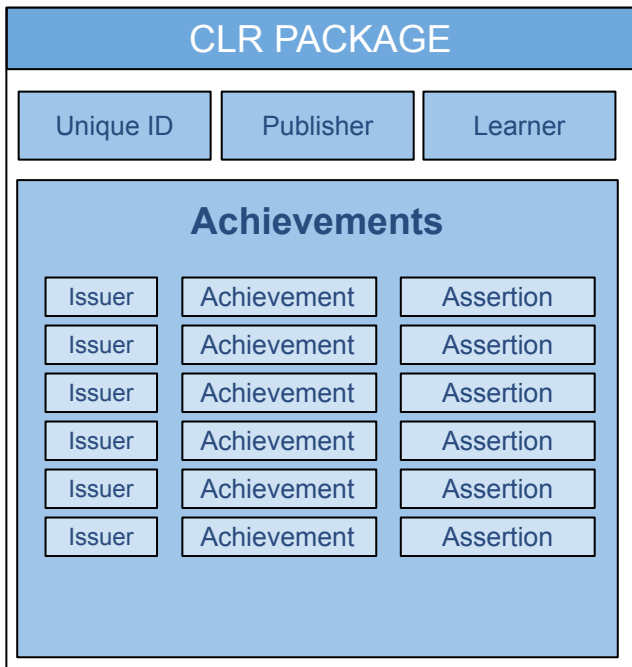 CLR PACKAGE
Unique ID Publisher Learner
Achievements
Issuer Achievement Assertion
Issuer Achievement Assertion
Issuer Achievement Assertion
Issuer Achievement Assertion
Issuer Achievement Assertion
Issuer Achievement Assertion